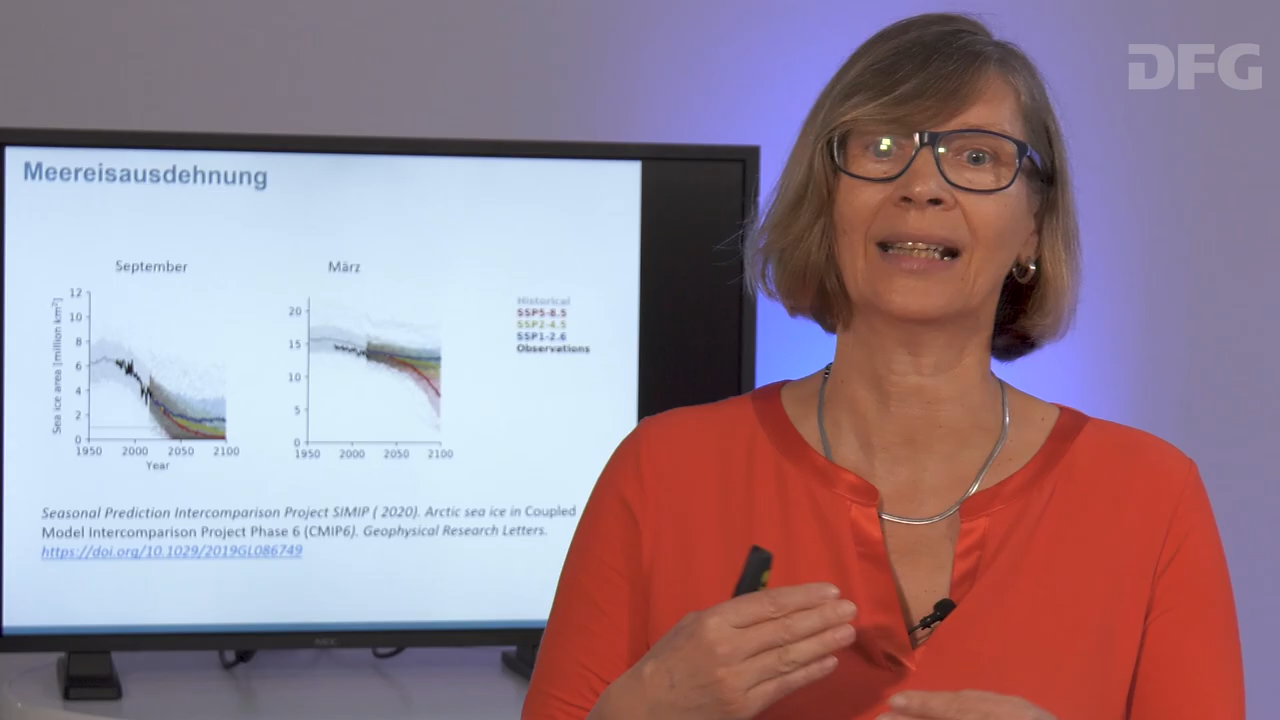 DFG
Meereisausdehnung
September
März
Sea ice area [million km²]
12
10
8
6
4
2
0
1950 2000 2050 2100
Year
20
15
10
5
0
1950 2000 2050 2100
Historical
SSP5-8.5
SSP2-4.5
SSP1-2.6
Observations
Seasonal Prediction Intercomparison Project SIMIP ( 2020). Arctic sea ice in Coupled
Model Intercomparison Project Phase 6 (CMIP6). Geophysical Research Letters.
https://doi.org/10.1029/2019GL086749
NEC